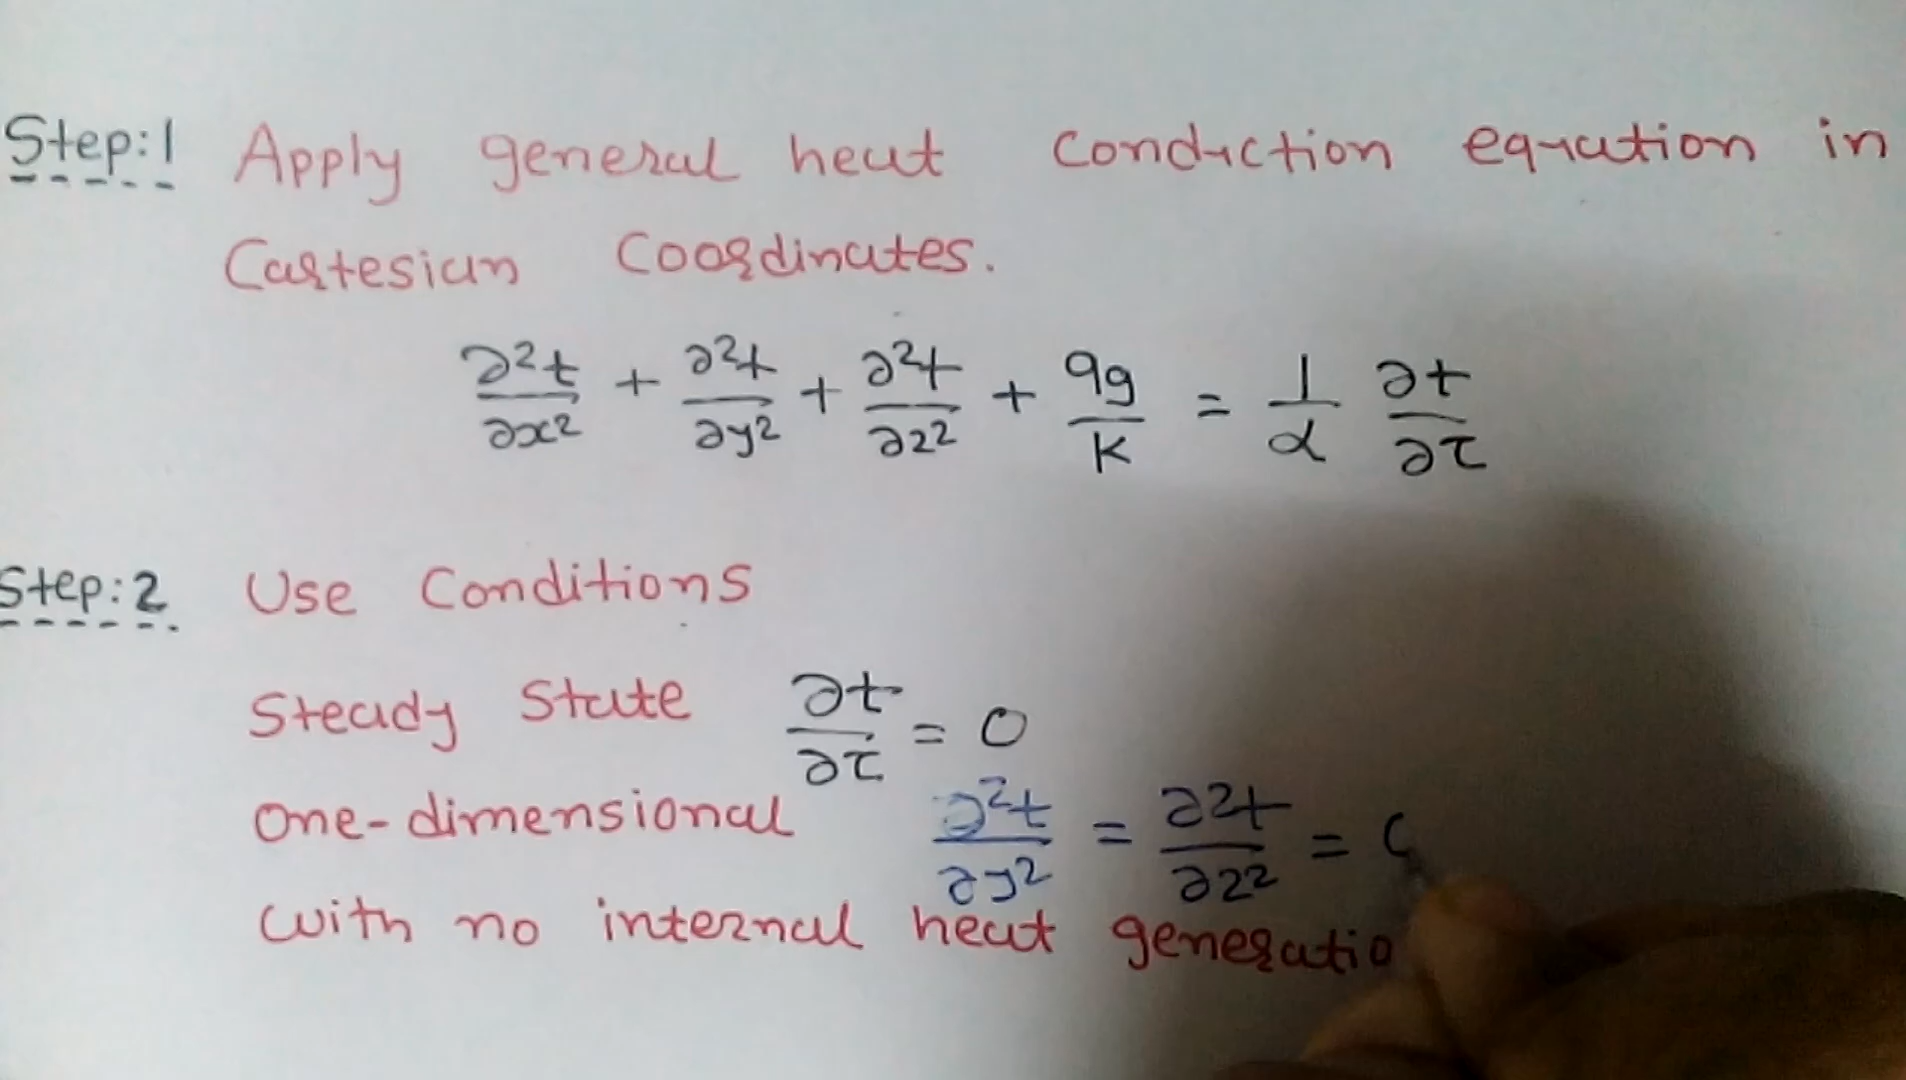 Step:1 Apply general heat conduction equation in
Cartesian Coordinates.
∂²t/∂x² + ∂²t/∂y² + ∂²t/∂z² + qg/k = 1/α ∂t/∂τ
Step:2 Use Conditions
Steady State ∂t/∂τ = 0
One-dimensional ∂²t/∂y² = ∂²t/∂z² =
with no internal heat generatio